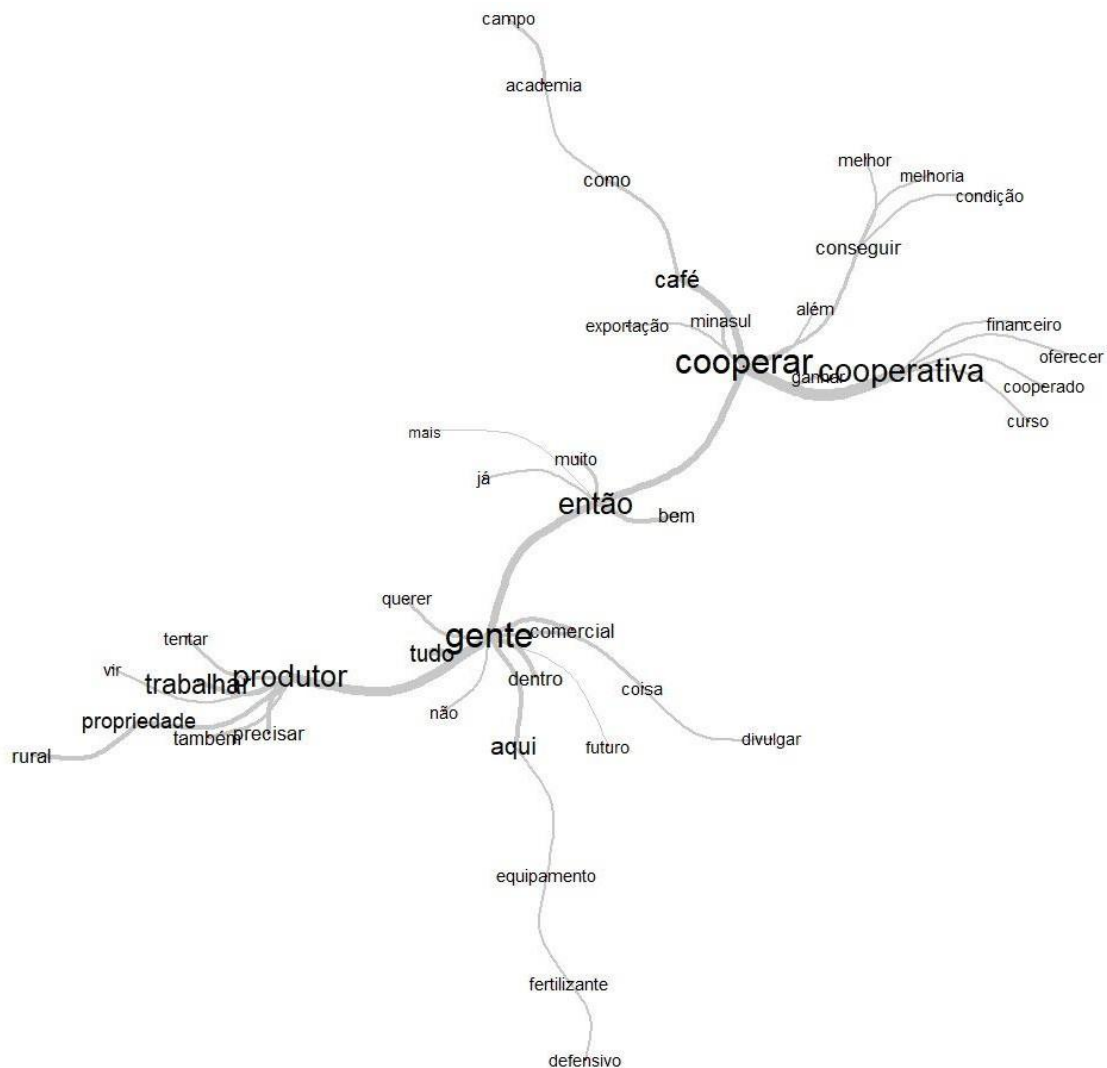 campo
academia
melhor
melhoria
como
condição
conseguir
café
além
minasul
exportação
financeiro
oferecer
cooperar
ganhar
cooperativa
cooperado
curso
mais
muito
já
então
bem
querer
gente
comercial
tentar
tudo
vir
trabalhar
produtor
dentro
coisa
não
propriedade
também
precisar
aqui
futuro
divulgar
rural
equipamento
fertilizante
defensivo